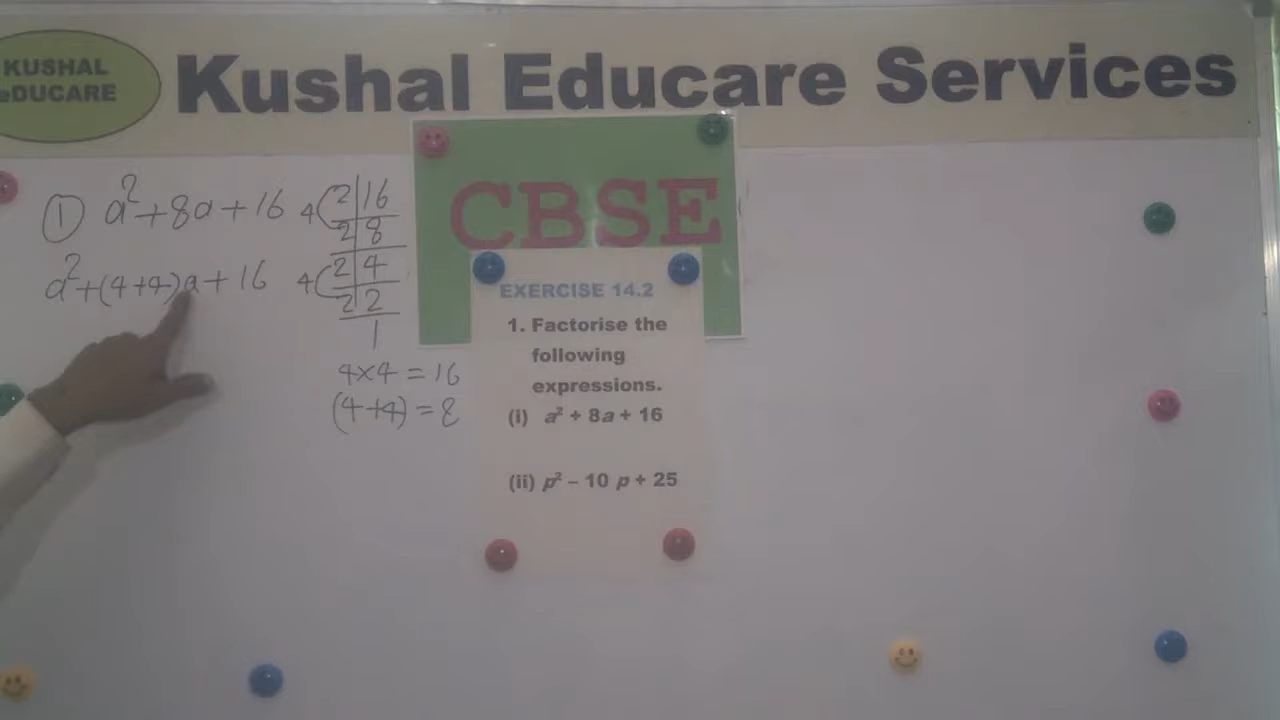 KUSHAL
eDUCARE
Kushal Educare Services
① a²+8a+16
a²+(4+4)a+16
4 2|16
2|8
4 2|4
2|2
1
4×4=16
(4+4)=8
CBSE
EXERCISE 14.2
1. Factorise the
following
expressions.
(i) a² + 8a + 16
(ii) p² – 10 p + 25